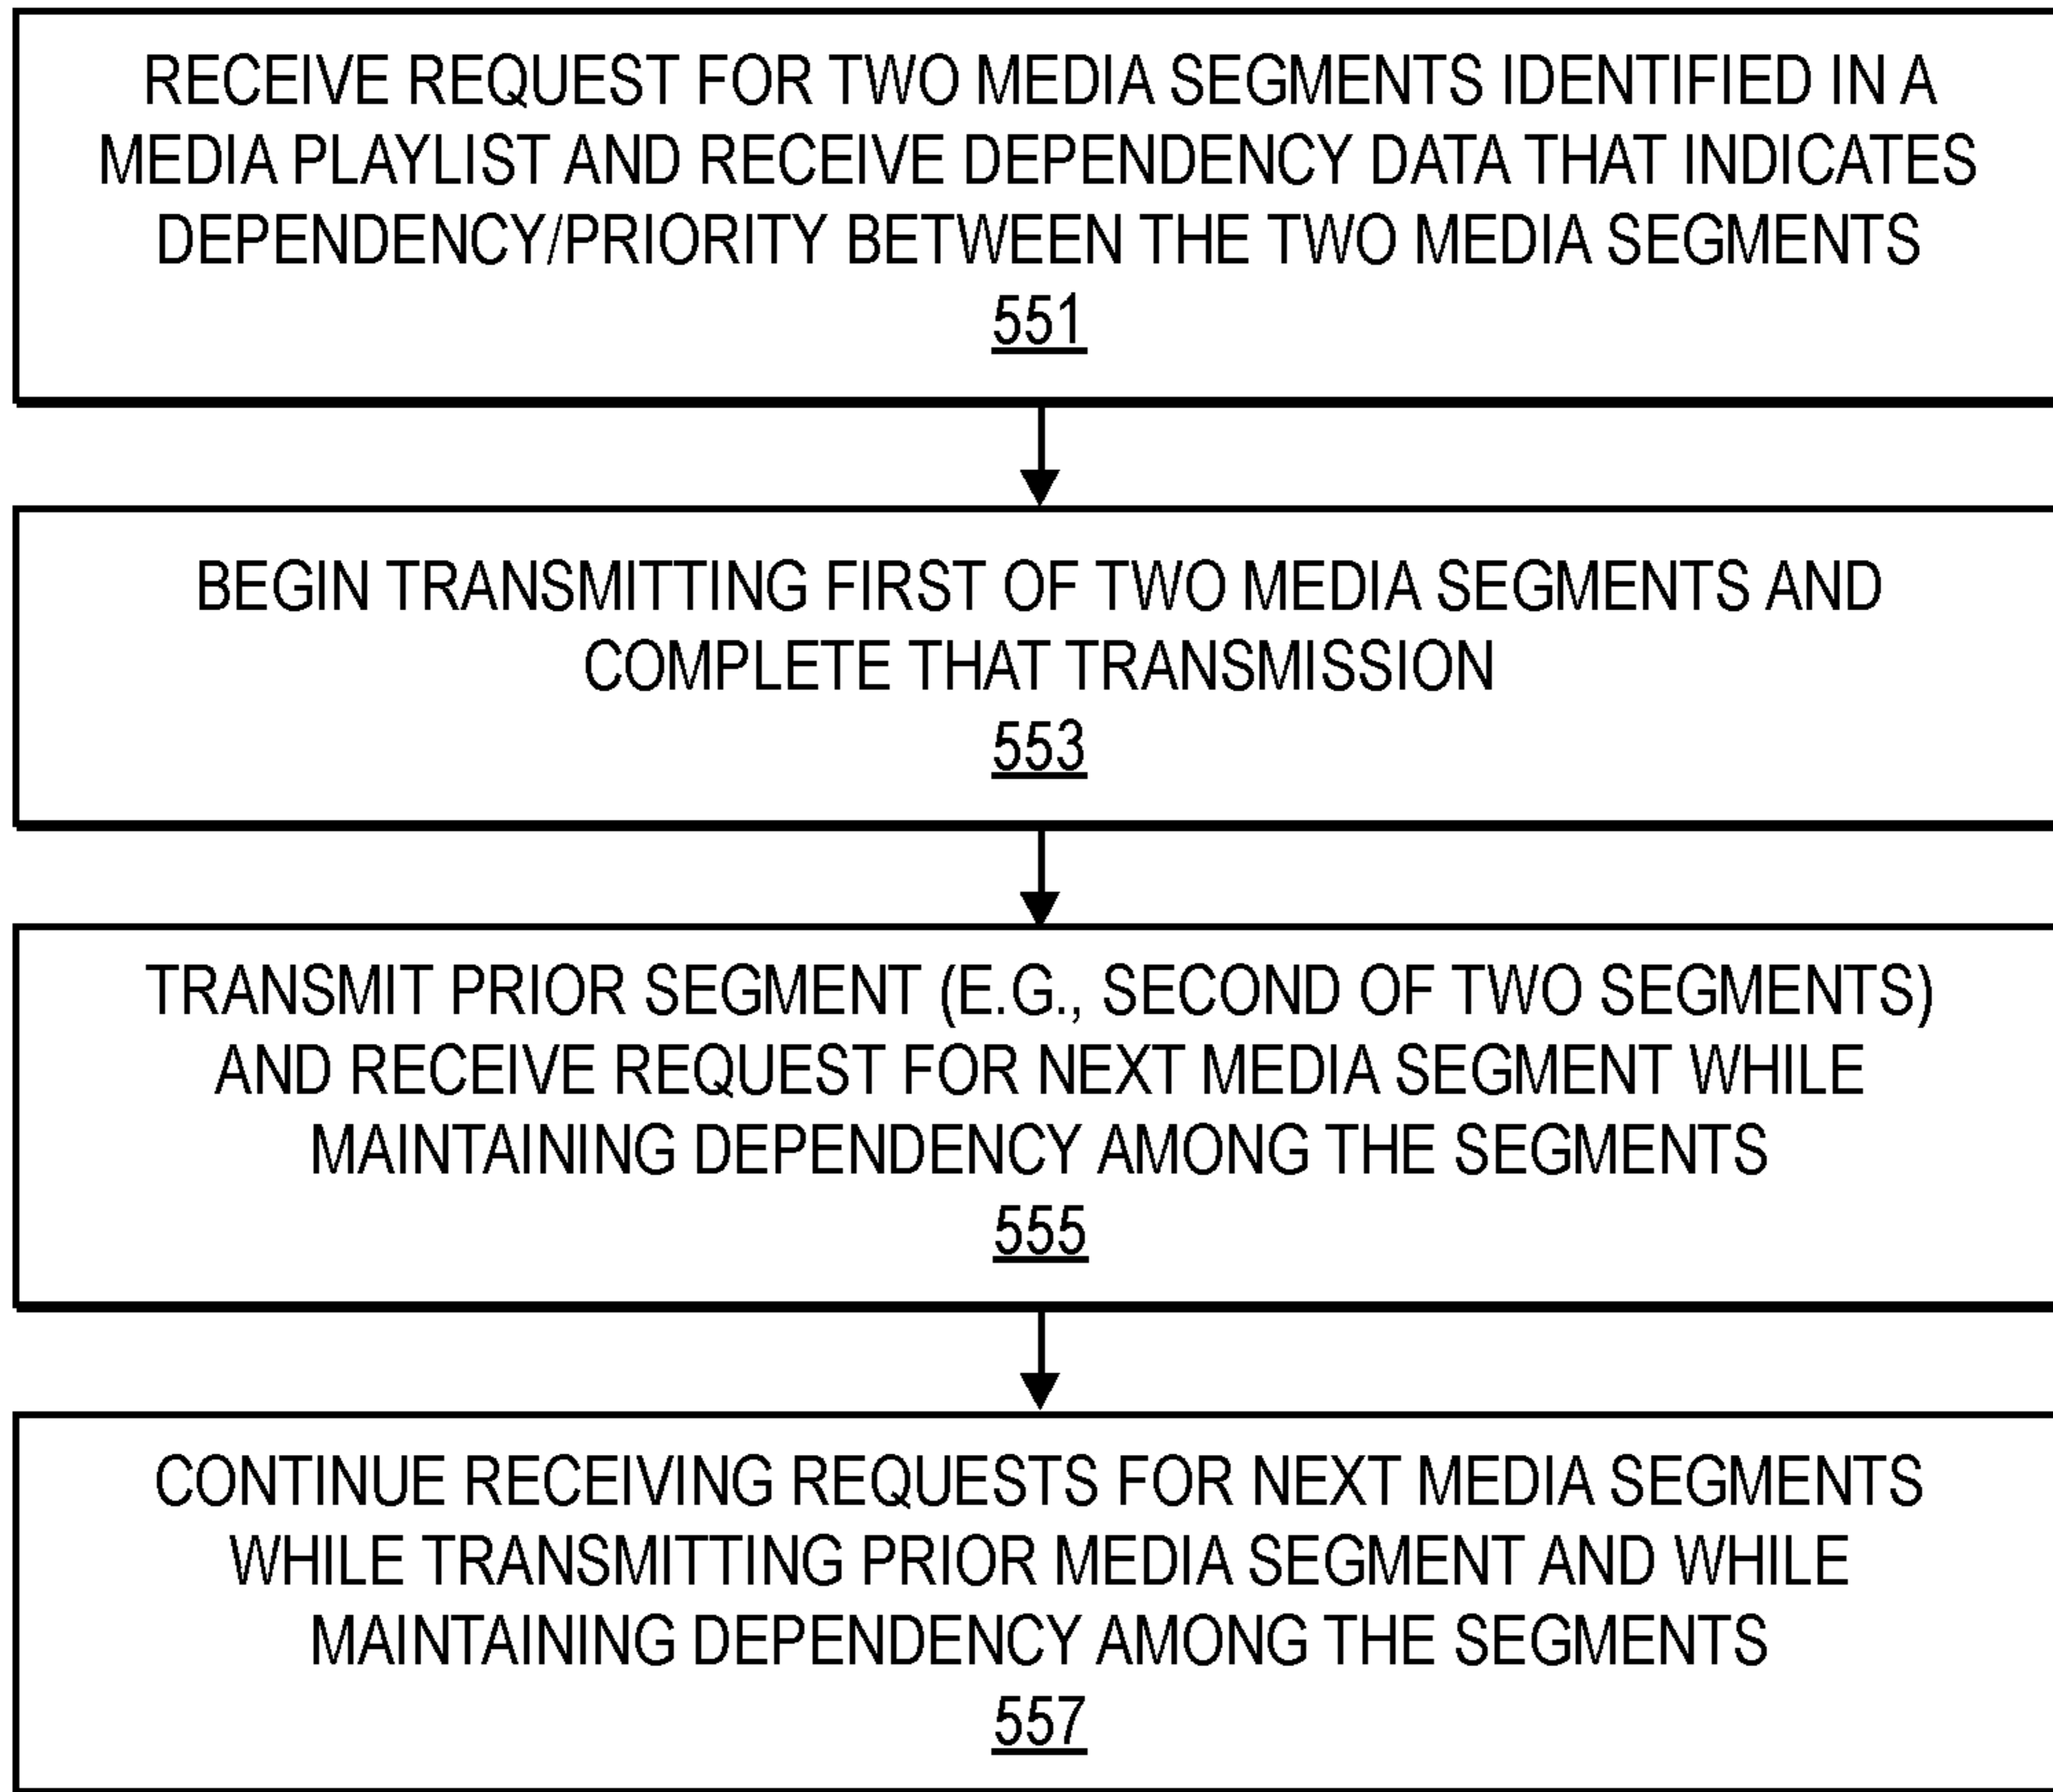 RECEIVE REQUEST FOR TWO MEDIA SEGMENTS IDENTIFIED IN A
MEDIA PLAYLIST AND RECEIVE DEPENDENCY DATA THAT INDICATES
DEPENDENCY/PRIORITY BETWEEN THE TWO MEDIA SEGMENTS
551
BEGIN TRANSMITTING FIRST OF TWO MEDIA SEGMENTS AND
COMPLETE THAT TRANSMISSION
553
TRANSMIT PRIOR SEGMENT (E.G., SECOND OF TWO SEGMENTS)
AND RECEIVE REQUEST FOR NEXT MEDIA SEGMENT WHILE
MAINTAINING DEPENDENCY AMONG THE SEGMENTS
555
CONTINUE RECEIVING REQUESTS FOR NEXT MEDIA SEGMENTS
WHILE TRANSMITTING PRIOR MEDIA SEGMENT AND WHILE
MAINTAINING DEPENDENCY AMONG THE SEGMENTS
557